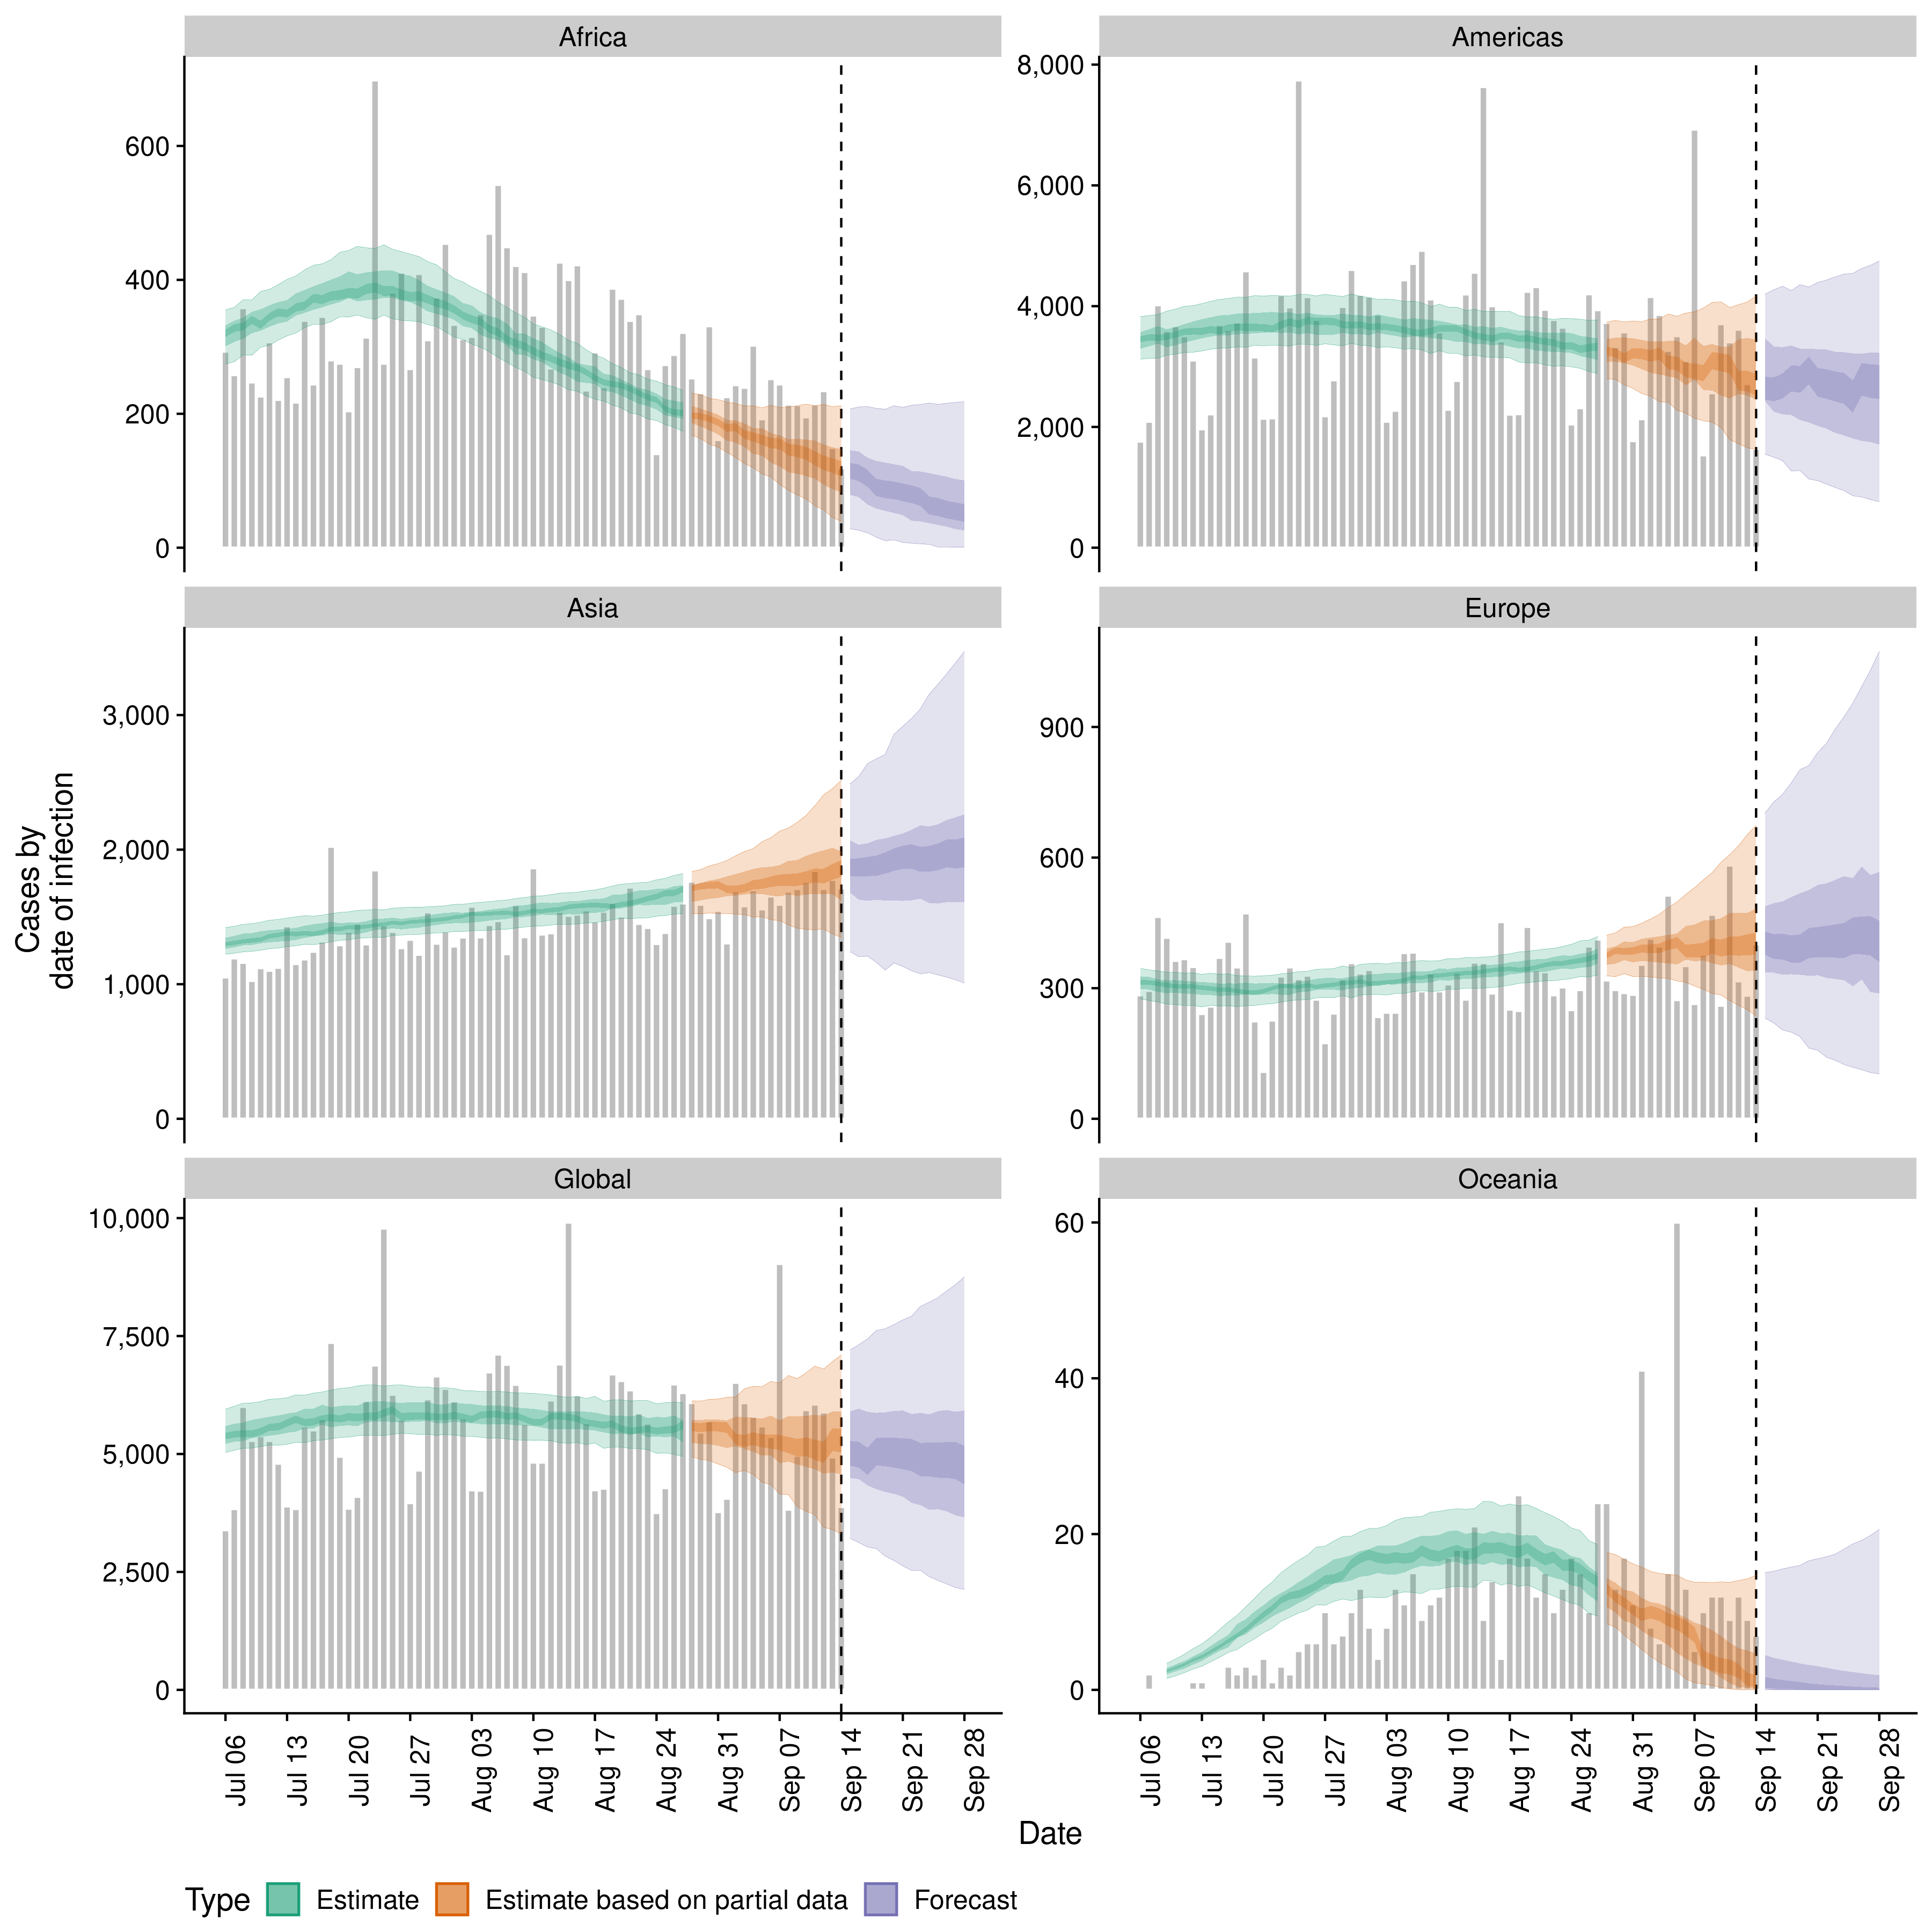 Africa
Americas
600
400
200
0
8,000
6,000
4,000
2,000
0
Asia
Europe
3,000
2,000
1,000
0
900
600
300
0
Cases by
date of infection
Global
Oceania
10,000
7,500
5,000
2,500
0
60
40
20
0
Jul 06
Jul 13
Jul 20
Jul 27
Aug 03
Aug 10
Aug 17
Aug 24
Aug 31
Sep 07
Sep 14
Sep 21
Sep 28
Jul 06
Jul 13
Jul 20
Jul 27
Aug 03
Aug 10
Aug 17
Aug 24
Aug 31
Sep 07
Sep 14
Sep 21
Sep 28
Date
Type Estimate Estimate based on partial data Forecast